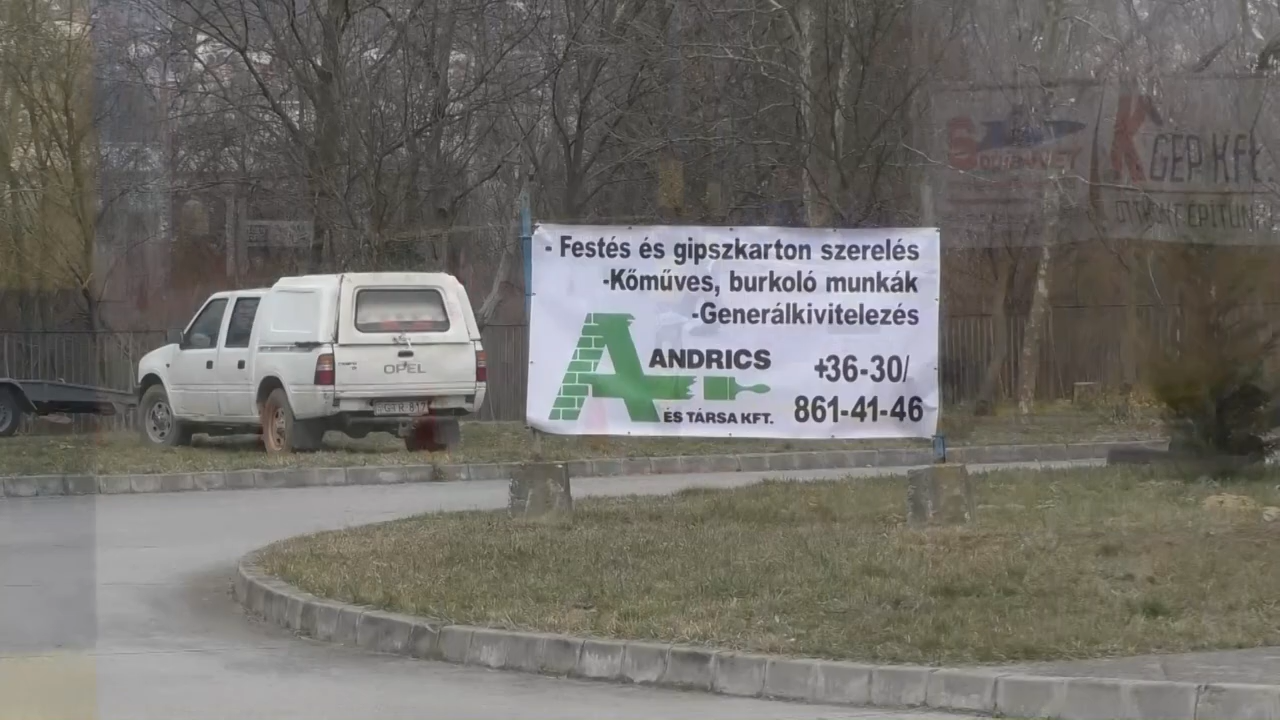 - Festés és gipszkarton szerelés
-Kőműves, burkoló munkák
-Generálkivitelezés
ANDRICS
ÉS TÁRSA KFT.
+36-30/
861-41-46
OPEL
K GÉP Kft.